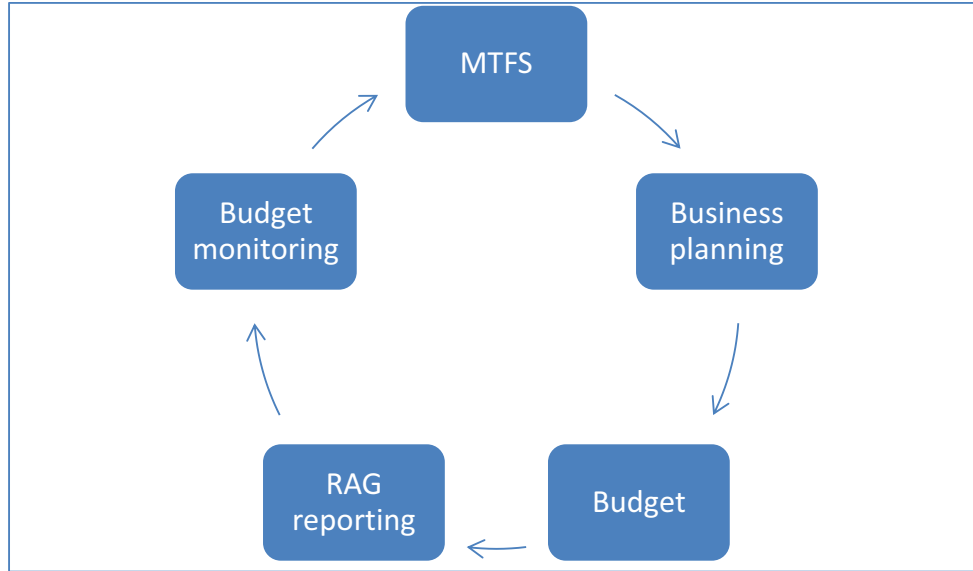 MTFS
Business
planning
Budget
RAG
reporting
Budget
monitoring